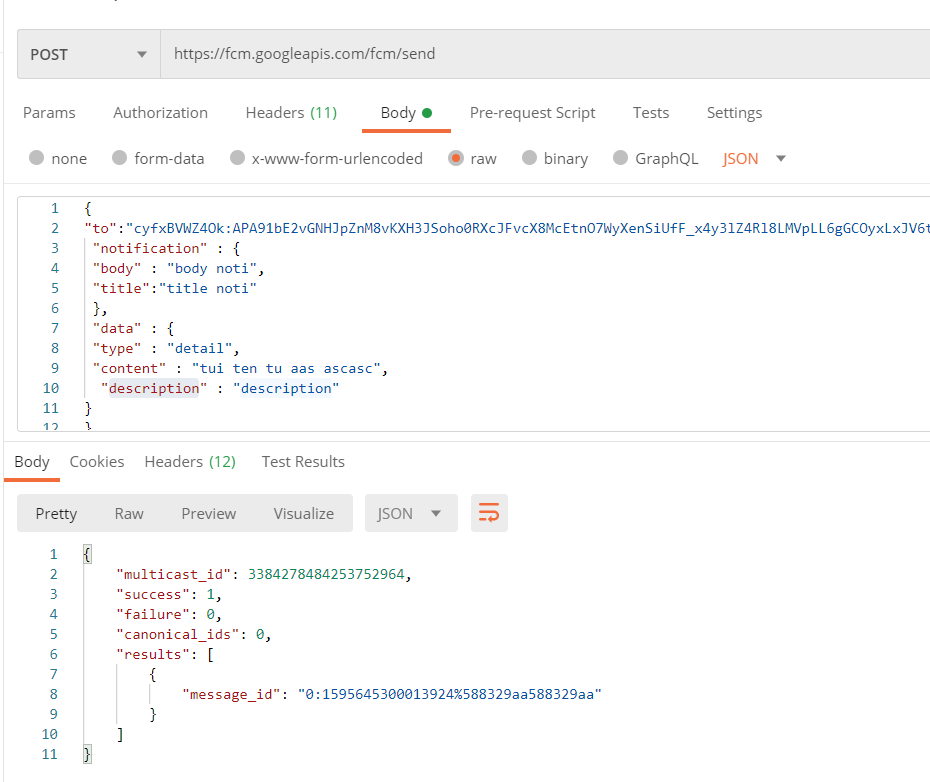 POST https://fcm.googleapis.com/fcm/send
Params Authorization Headers (11) Body Pre-request Script Tests Settings
none form-data x-www-form-urlencoded raw binary GraphQL JSON
1 {
2 "to":"cyfxBVWZ4Ok:APA91bE2vGNHJpZnM8vKXH3JSoho0RXcJFvcX8McEtnO7WyXenSiUfF_x4y3lZ4Rl8LMVpLL6gGCOyxLxJV6t
3 "notification" : {
4 "body" : "body noti",
5 "title":"title noti"
6 },
7 "data" : {
8 "type" : "detail",
9 "content" : "tui ten tu aas ascasc",
10 "description" : "description"
11 }
12 }
Body Cookies Headers (12) Test Results
Pretty Raw Preview Visualize JSON
1 {
2 "multicast_id": 3384278484253752964,
3 "success": 1,
4 "failure": 0,
5 "canonical_ids": 0,
6 "results": [
7 {
8 "message_id": "0:1595645300013924%588329aa588329aa"
9 }
10 ]
11 }